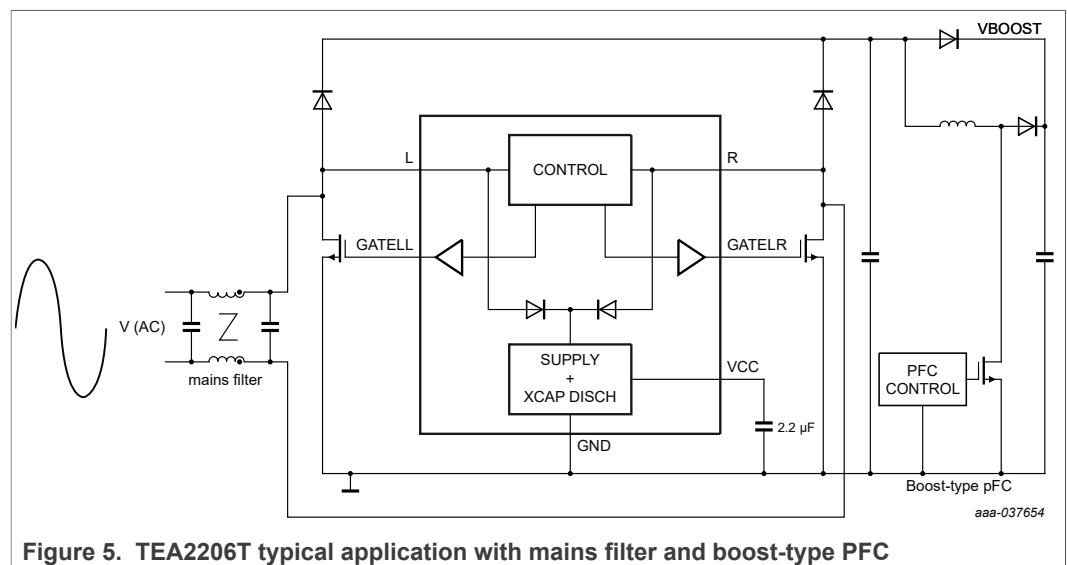 VBOOST
L
CONTROL
R
GATELL
GATELR
V (AC)
mains filter
SUPPLY
+
XCAP DISCH
VCC
2.2 µF
GND
PFC
CONTROL
Boost-type pFC
aaa-037654
Figure 5. TEA2206T typical application with mains filter and boost-type PFC